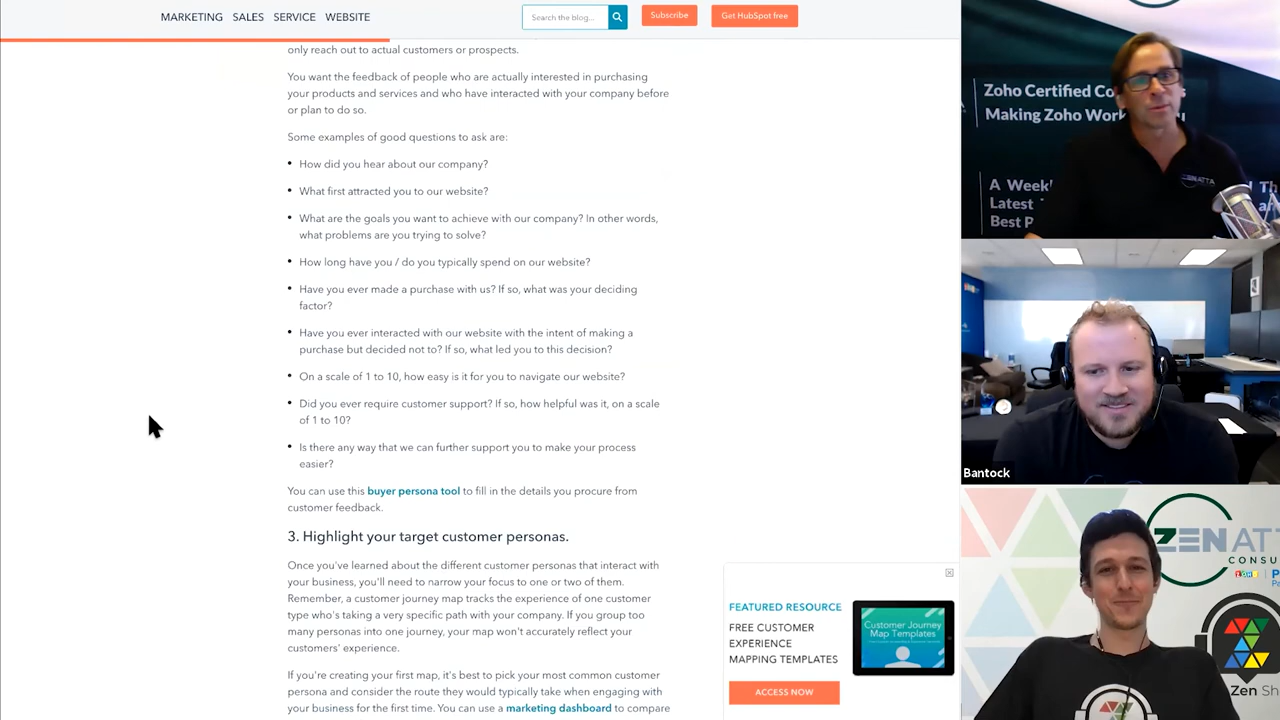 MARKETING SALES SERVICE WEBSITE
Search the blog...
Subscribe
Get HubSpot free
only reach out to actual customers or prospects.
You want the feedback of people who are actually interested in purchasing
your products and services and who have interacted with your company before
or plan to do so.
Some examples of good questions to ask are:
• How did you hear about our company?
• What first attracted you to our website?
• What are the goals you want to achieve with our company? In other words,
what problems are you trying to solve?
• How long have you / do you typically spend on our website?
• Have you ever made a purchase with us? If so, what was your deciding
factor?
• Have you ever interacted with our website with the intent of making a
purchase but decided not to? If so, what led you to this decision?
• On a scale of 1 to 10, how easy is it for you to navigate our website?
• Did you ever require customer support? If so, how helpful was it, on a scale
of 1 to 10?
• Is there any way that we can further support you to make your process
easier?
You can use this buyer persona tool to fill in the details you procure from
customer feedback.
3. Highlight your target customer personas.
Once you've learned about the different customer personas that interact with
your business, you'll need to narrow your focus to one or two of them.
Remember, a customer journey map tracks the experience of one customer
type who's taking a very specific path with your company. If you group too
many personas into one journey, your map won't accurately reflect your
customers' experience.
If you're creating your first map, it's best to pick your most common customer
persona and consider the route they would typically take when engaging with
your business for the first time. You can use a marketing dashboard to compare
FEATURED RESOURCE
FREE CUSTOMER
EXPERIENCE
MAPPING TEMPLATES
ACCESS NOW
Customer Journey
Map Templates
Zoho Certified Co
Making Zoho Work
A Week
Latest
Best P
ZENATTA
Bantock
ZENATT
CONSU
Zen Sh